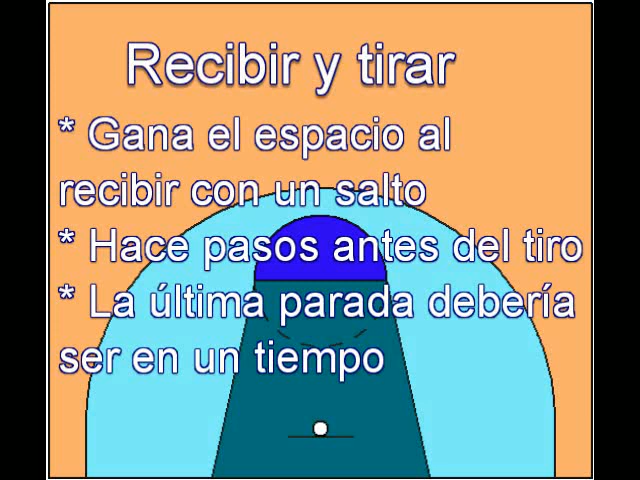 Recibir y tirar
* Gana el espacio al
recibir con un salto
* Hace pasos antes del tiro
* La última parada debería
ser en un tiempo